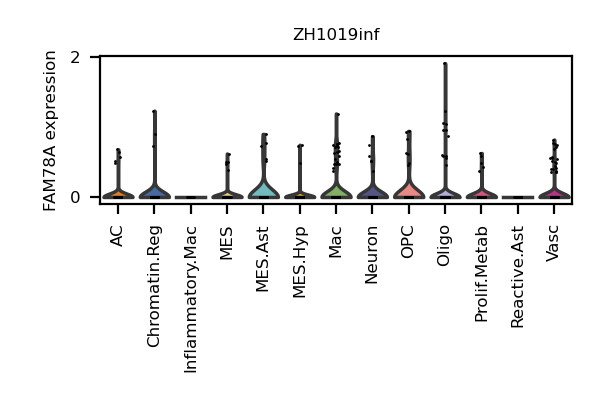 ZH1019inf
FAM78A expression
2
0
AC
Chromatin.Reg
Inflammatory.Mac
MES
MES.Ast
MES.Hyp
Mac
Neuron
OPC
Oligo
Prolif.Metab
Reactive.Ast
Vasc